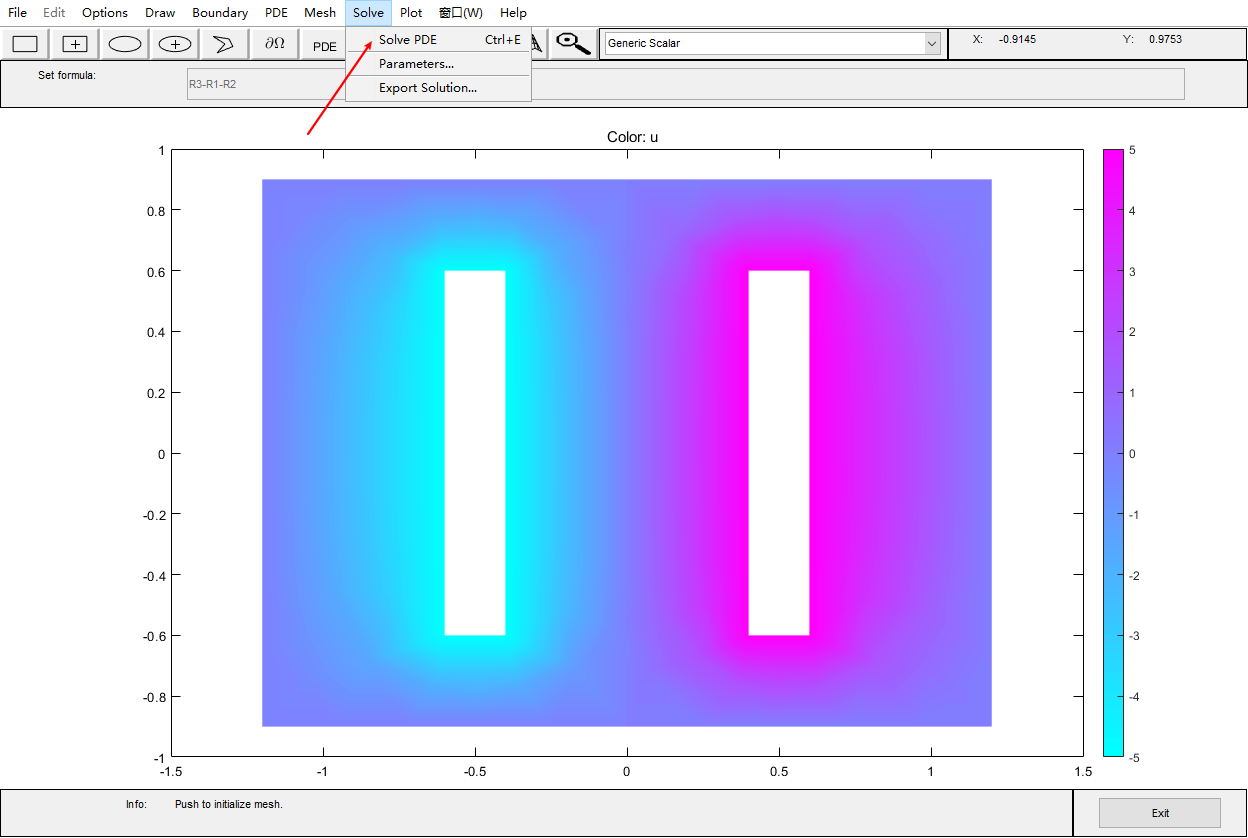 File Edit Options Draw Boundary PDE Mesh Solve Plot 窗口(W) Help
∂Ω PDE Generic Scalar X: -0.9145 Y: 0.9753
Solve PDE Ctrl+E
Parameters...
Export Solution...
Set formula: R3-R1-R2
Color: u
1
0.8
0.6
0.4
0.2
0
-0.2
-0.4
-0.6
-0.8
-1
-1.5 -1 -0.5 0 0.5 1 1.5
5
4
3
2
1
0
-1
-2
-3
-4
-5
Info: Push to initialize mesh.
Exit